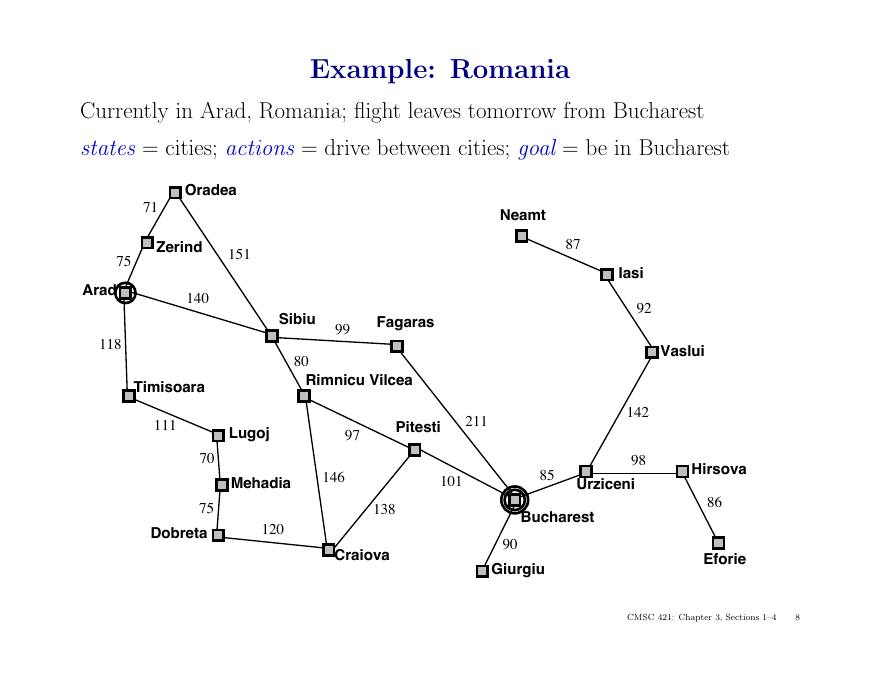 Example: Romania
Currently in Arad, Romania; flight leaves tomorrow from Bucharest
states = cities; actions = drive between cities; goal = be in Bucharest
Oradea
71
Neamt
Zerind
87
151
75
Iasi
Arad
140
92
Sibiu
Fagaras
99
118
Vaslui
80
Timisoara
Rimnicu Vilcea
142
211
111
Pitesti
Lugoj
97
70
98
Hirsova
146
101
85
Mehadia
Urziceni
75
138
86
Bucharest
120
Dobreta
90
Craiova
Eforie
Giurgiu
CMSC 421: Chapter 3, Sections 1–4 8